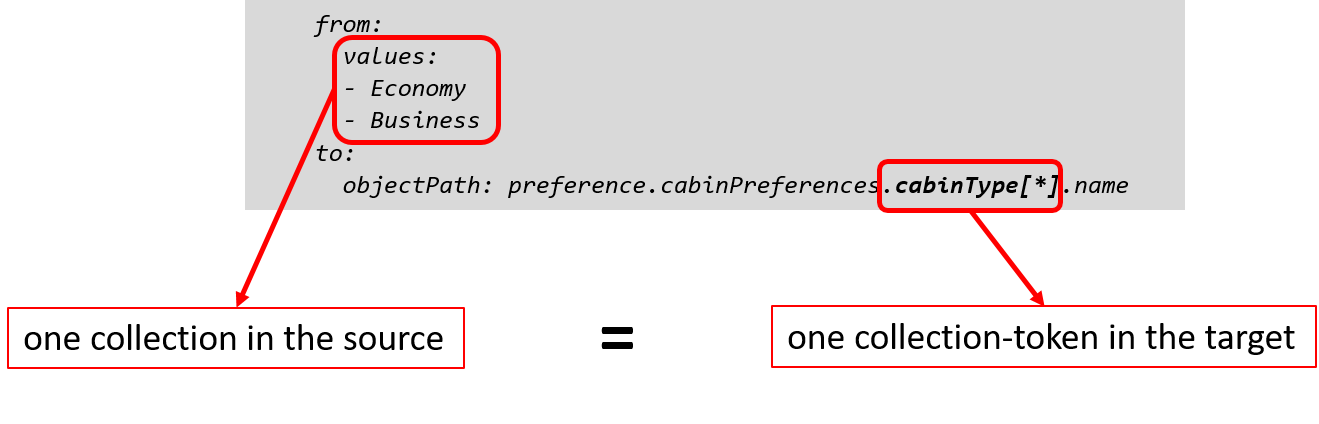 from:
values:
- Economy
- Business
to:
objectPath: preference.cabinPreferences.cabinType[*].name
one collection in the source
=
one collection-token in the target